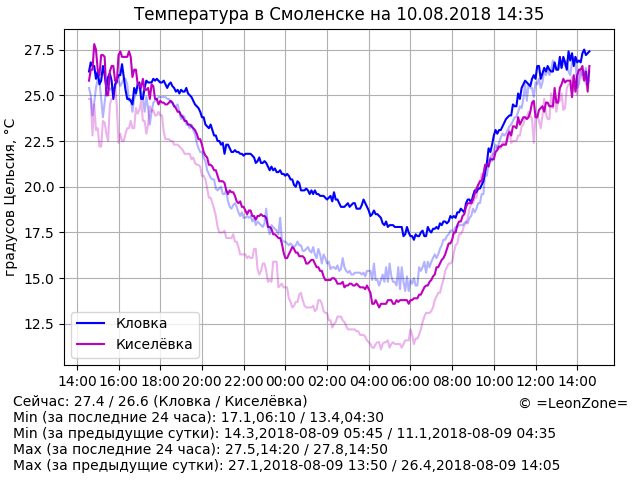 Температура в Смоленске на 10.08.2018 14:35
градусов Цельсия, °C
27.5
25.0
22.5
20.0
17.5
15.0
12.5
Кловка
Киселёвка
14:00 16:00 18:00 20:00 22:00 00:00 02:00 04:00 06:00 08:00 10:00 12:00 14:00
Сейчас: 27.4 / 26.6 (Кловка / Киселёвка)
© =LeonZone=
Min (за последние 24 часа): 17.1,06:10 / 13.4,04:30
Min (за предыдущие сутки): 14.3,2018-08-09 05:45 / 11.1,2018-08-09 04:35
Max (за последние 24 часа): 27.5,14:20 / 27.8,14:50
Max (за предыдущие сутки): 27.1,2018-08-09 13:50 / 26.4,2018-08-09 14:05